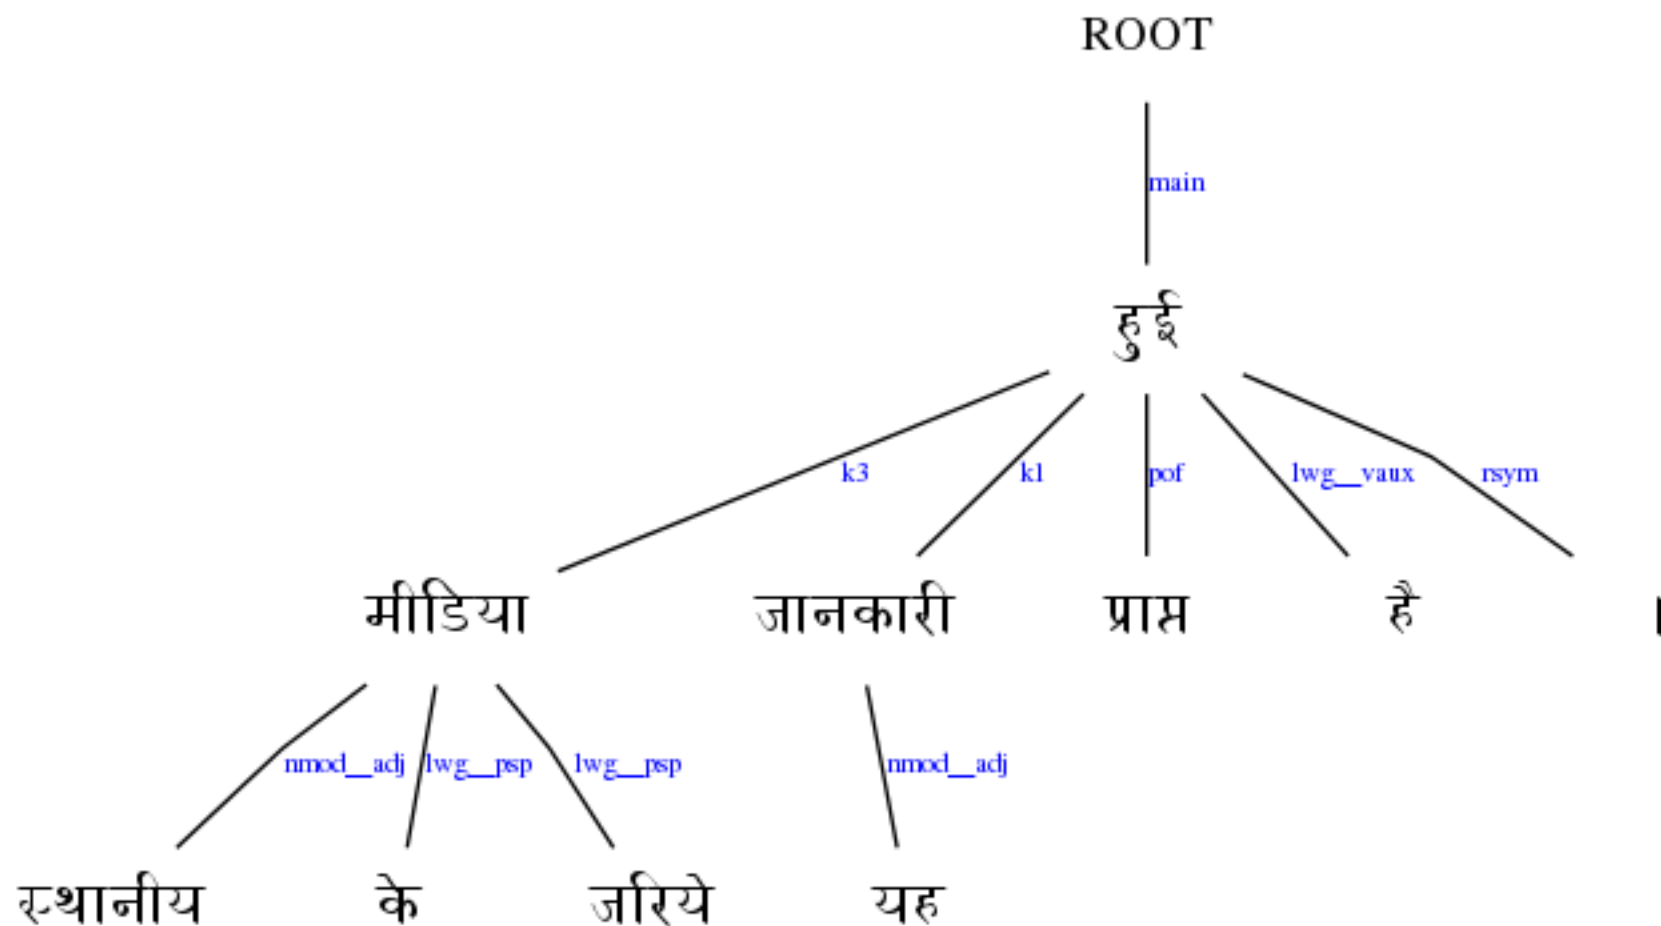 ROOT
main
हुई
k3 k1 pof lwg__vaux rsym
मीडिया जानकारी प्राप्त है ।
nmod__adj lwg__psp lwg__psp nmod__adj
स्थानीय के जरिये यह